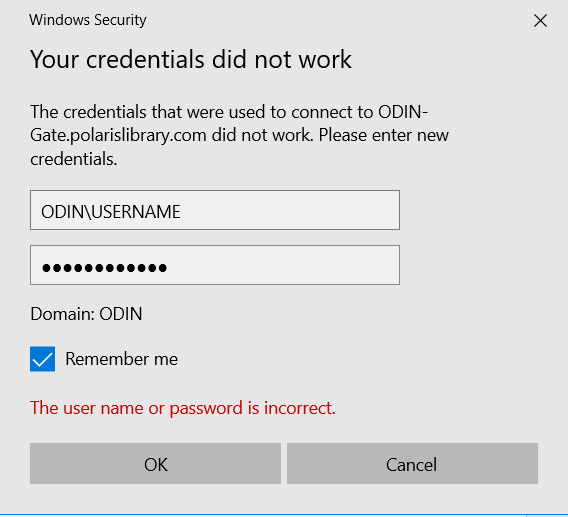 Windows Security
Your credentials did not work
The credentials that were used to connect to ODIN-
Gate.polarislibrary.com did not work. Please enter new
credentials.
ODIN\USERNAME
●●●●●●●●●●●●
Domain: ODIN
Remember me
The user name or password is incorrect.
OK
Cancel